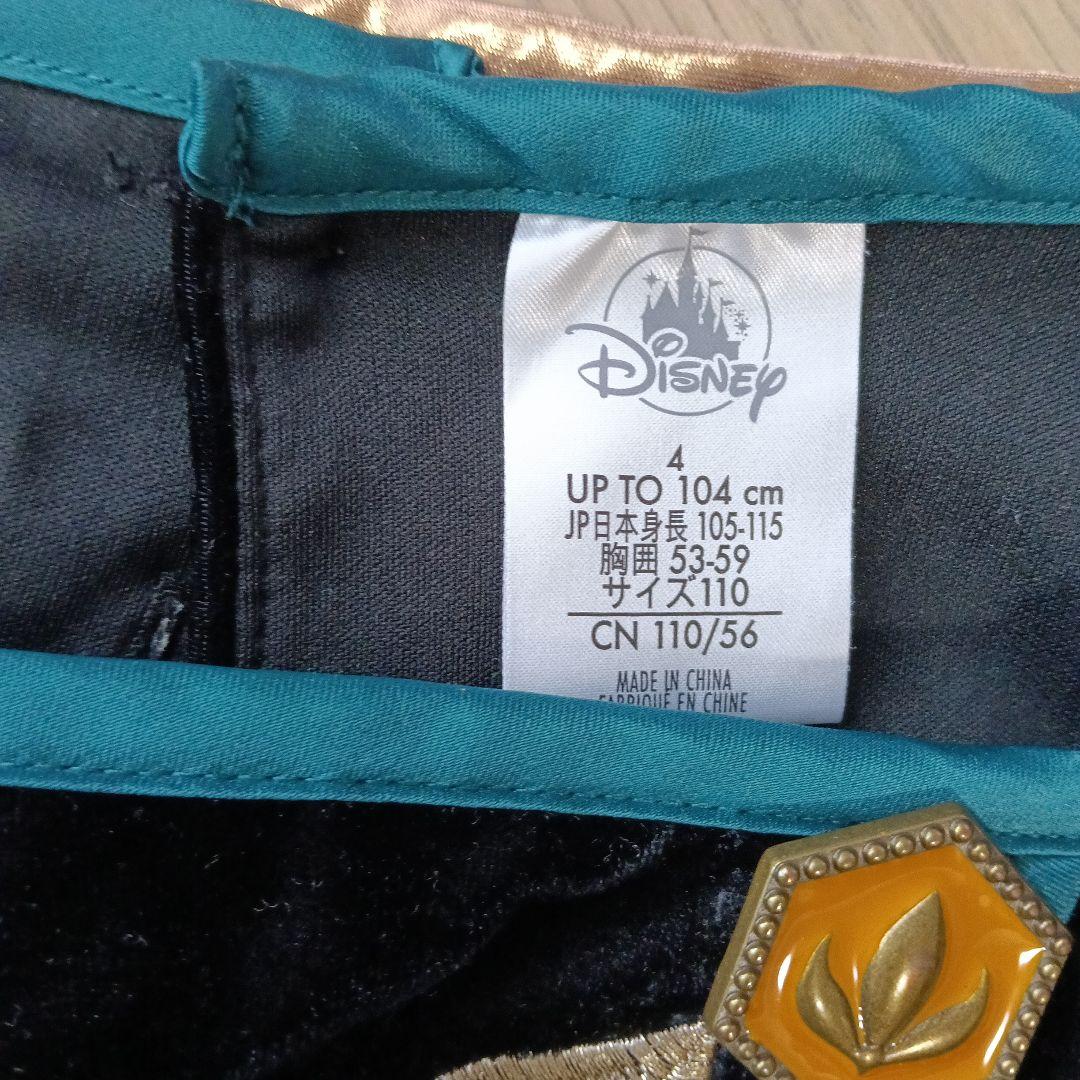 Disney
4
UP TO 104 cm
JP日本身長 105-115
胸囲 53-59
サイズ110
CN 110/56
MADE IN CHINA
FABRIQUÉ EN CHINE